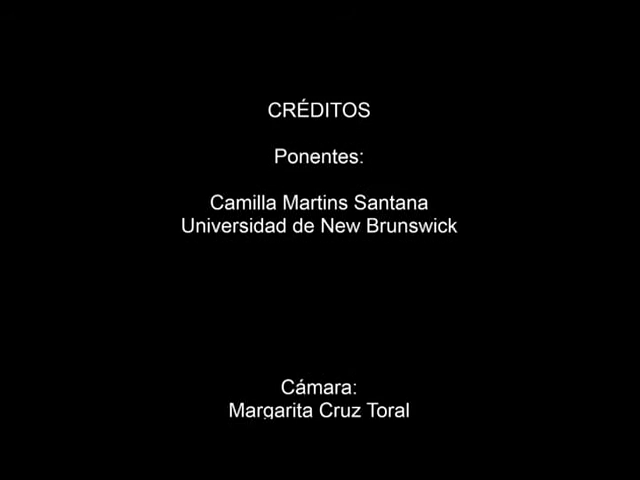 CRÉDITOS
Ponentes:
Camilla Martins Santana
Universidad de New Brunswick
Cámara:
Margarita Cruz Toral